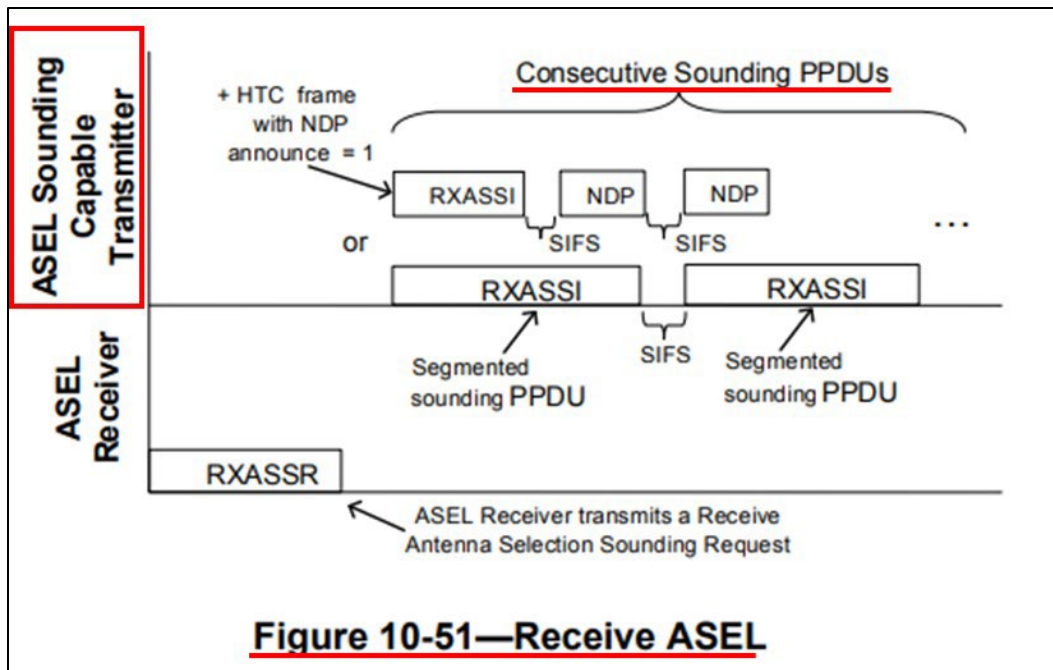 ASEL Sounding
Capable
Transmitter
Consecutive Sounding PPDUs
+ HTC frame
with NDP
announce = 1
RXASSI
NDP
NDP
SIFS
SIFS
...
or
RXASSI
RXASSI
SIFS
Segmented
sounding PPDU
Segmented
sounding PPDU
ASEL
Receiver
RXASSR
ASEL Receiver transmits a Receive
Antenna Selection Sounding Request
Figure 10-51—Receive ASEL